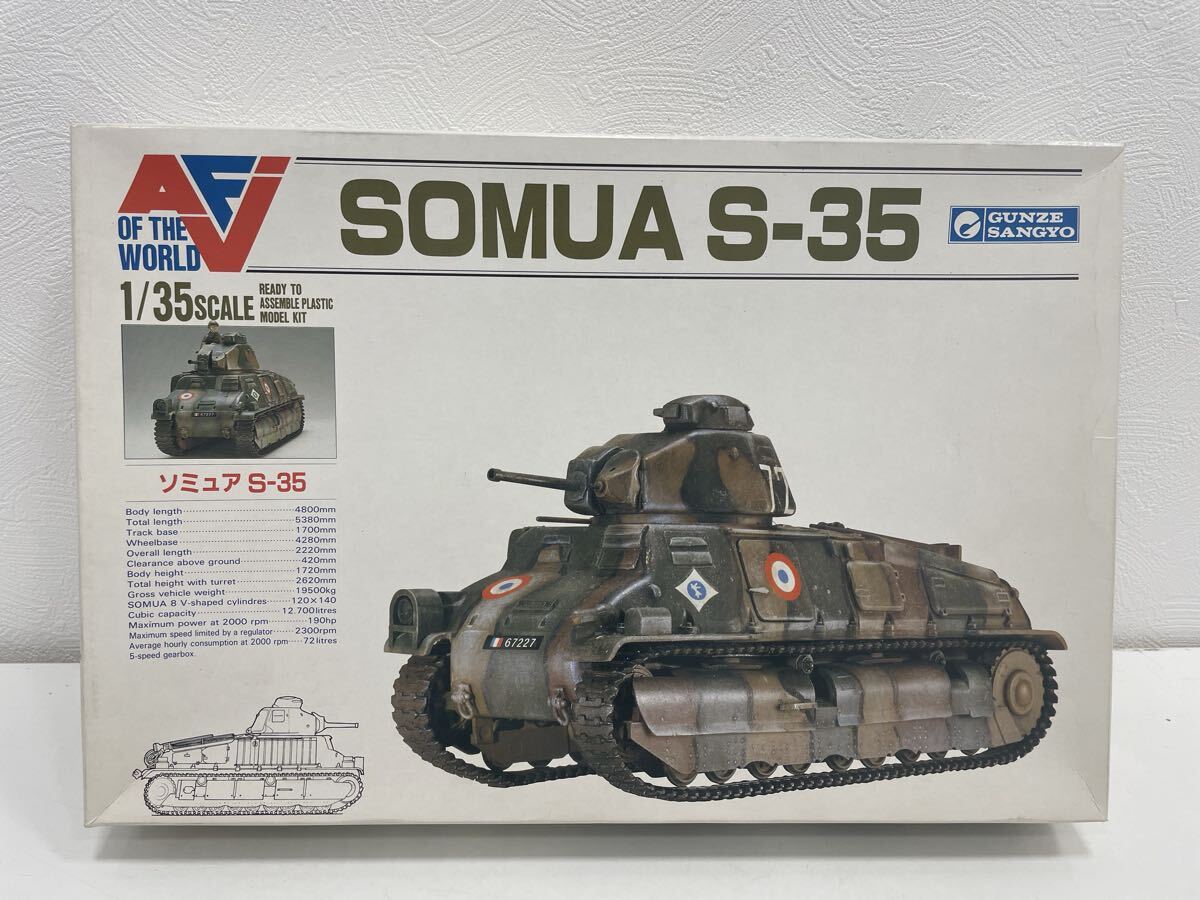 AFV
OF THE
WORLD
SOMUA S-35
GUNZE
SANGYO
1/35SCALE
READY TO
ASSEMBLE PLASTIC
MODEL KIT
ソミュア S-35
Body length 4800mm
Total length 5380mm
Track base 1700mm
Wheelbase 4280mm
Overall length 2220mm
Clearance above ground 420mm
Body height 1720mm
Total height with turret 2620mm
Gross vehicle weight 19500kg
SOMUA 8 V-shaped cylindres 120×140
Cubic capacity 12.700litres
Maximum power at 2000 rpm 190hp
Maximum speed limited by a regulator 2300rpm
Average hourly consumption at 2000 rpm 72litres
5-speed gearbox.
77
67227
67227